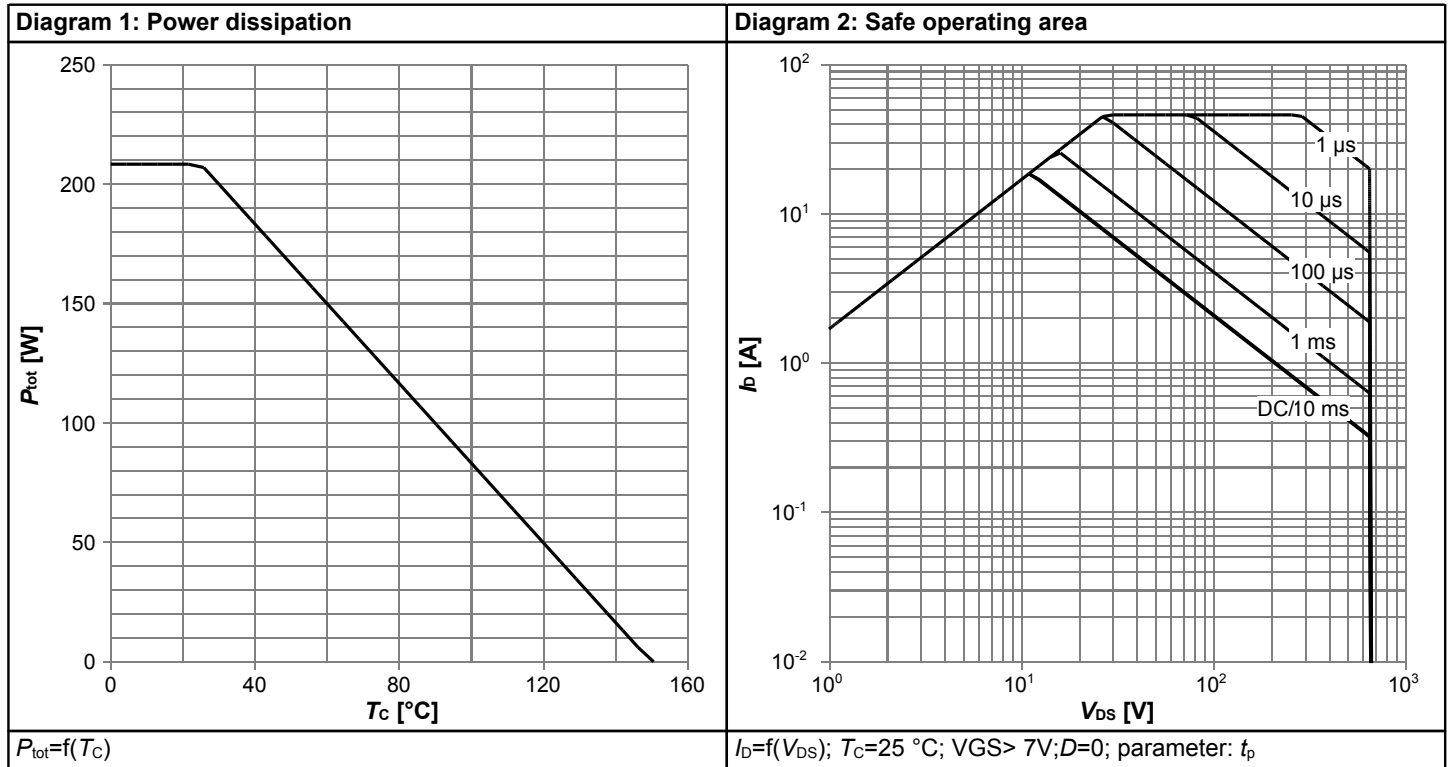 Diagram 1: Power dissipation
250
200
150
100
50
0
0 40 80 120 160
Ptot [W]
TC [°C]
Ptot=f(TC)
Diagram 2: Safe operating area
10²
10¹
10⁰
10⁻¹
10⁻²
10⁰ 10¹ 10² 10³
ID [A]
VDS [V]
1 µs
10 µs
100 µs
1 ms
DC/10 ms
ID=f(VDS); TC=25 °C; VGS> 7V;D=0; parameter: tp